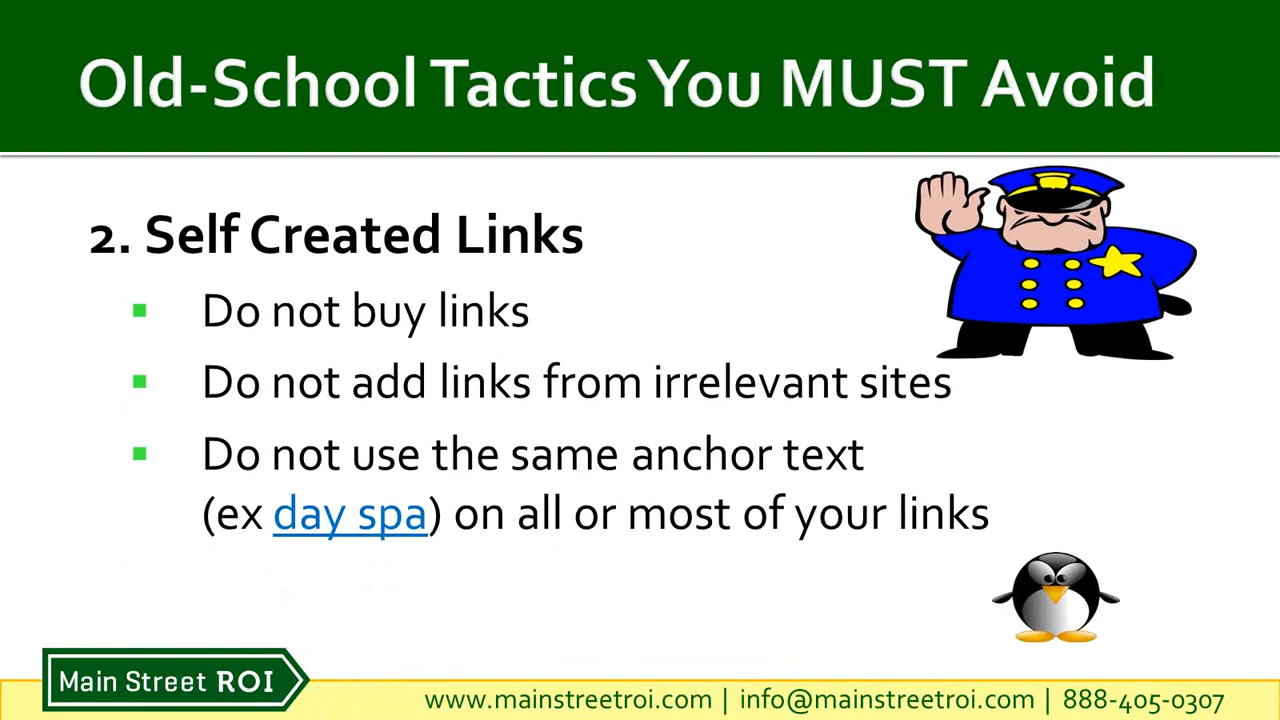 Old-School Tactics You MUST Avoid
2. Self Created Links
Do not buy links
Do not add links from irrelevant sites
Do not use the same anchor text
(ex day spa) on all or most of your links
Main Street ROI
www.mainstreetroi.com | info@mainstreetroi.com | 888-405-0307